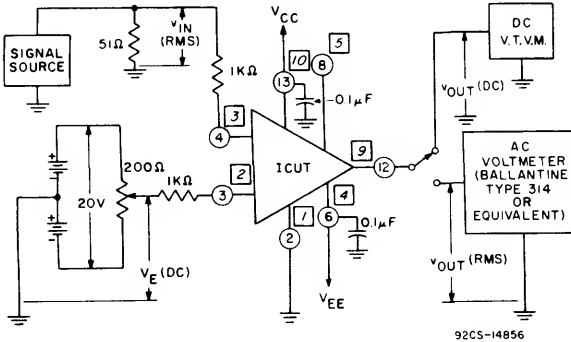 SIGNAL
SOURCE
51Ω
VIN
(RMS)
1KΩ
VCC
10
13
0.1μF
5
8
3
4
2
3
ICUT
9
12
4
6
0.1μF
1
2
VEE
200Ω
1KΩ
20V
+
-
+
-
VE (DC)
DC
V.T.V.M.
VOUT (DC)
AC
VOLTMETER
(BALLANTINE
TYPE 314
OR
EQUIVALENT)
VOUT (RMS)
92CS-14856